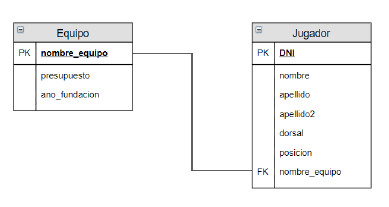 Equipo
PK nombre_equipo
presupuesto
ano_fundacion
Jugador
PK DNI
nombre
apellido
apellido2
dorsal
posicion
FK nombre_equipo